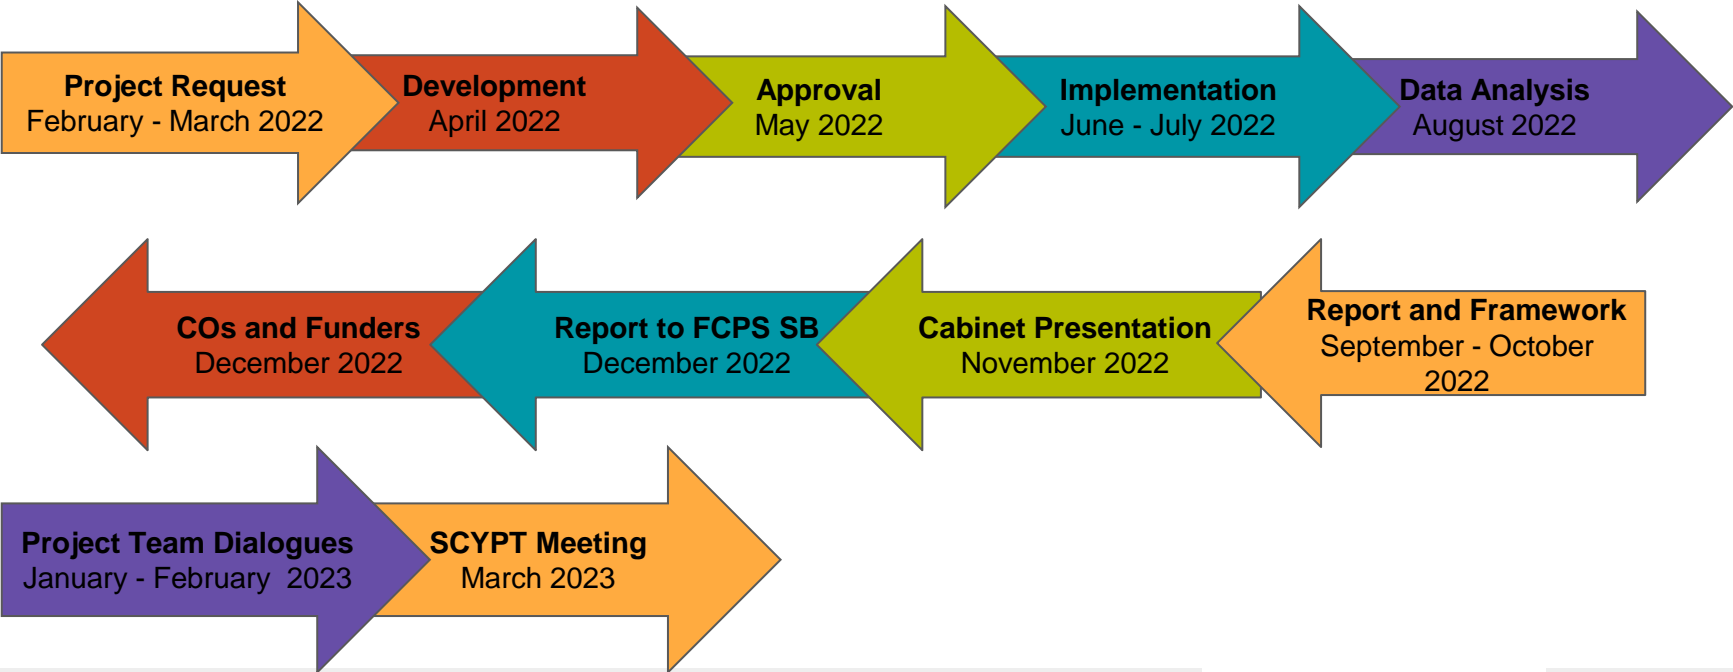 Project Request
February - March 2022
Development
April 2022
Approval
May 2022
Implementation
June - July 2022
Data Analysis
August 2022
Report and Framework
September - October
2022
Cabinet Presentation
November 2022
Report to FCPS SB
December 2022
COs and Funders
December 2022
Project Team Dialogues
January - February  2023
SCYPT Meeting
March 2023